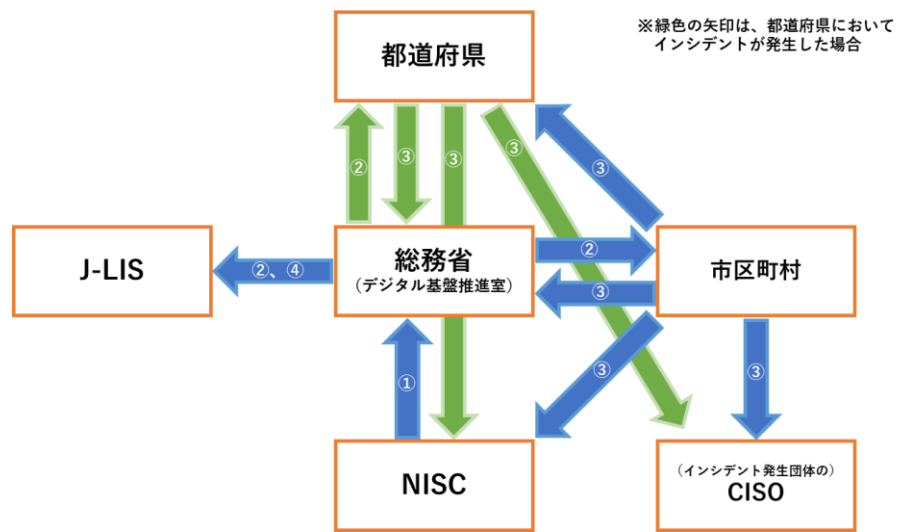 ※緑色の矢印は、都道府県において
インシデントが発生した場合
都道府県
②
③
③
③
③
J-LIS
②、④
総務省
（デジタル基盤推進室）
②
③
市区町村
①
③
③
NISC
（インシデント発生団体の）
CISO